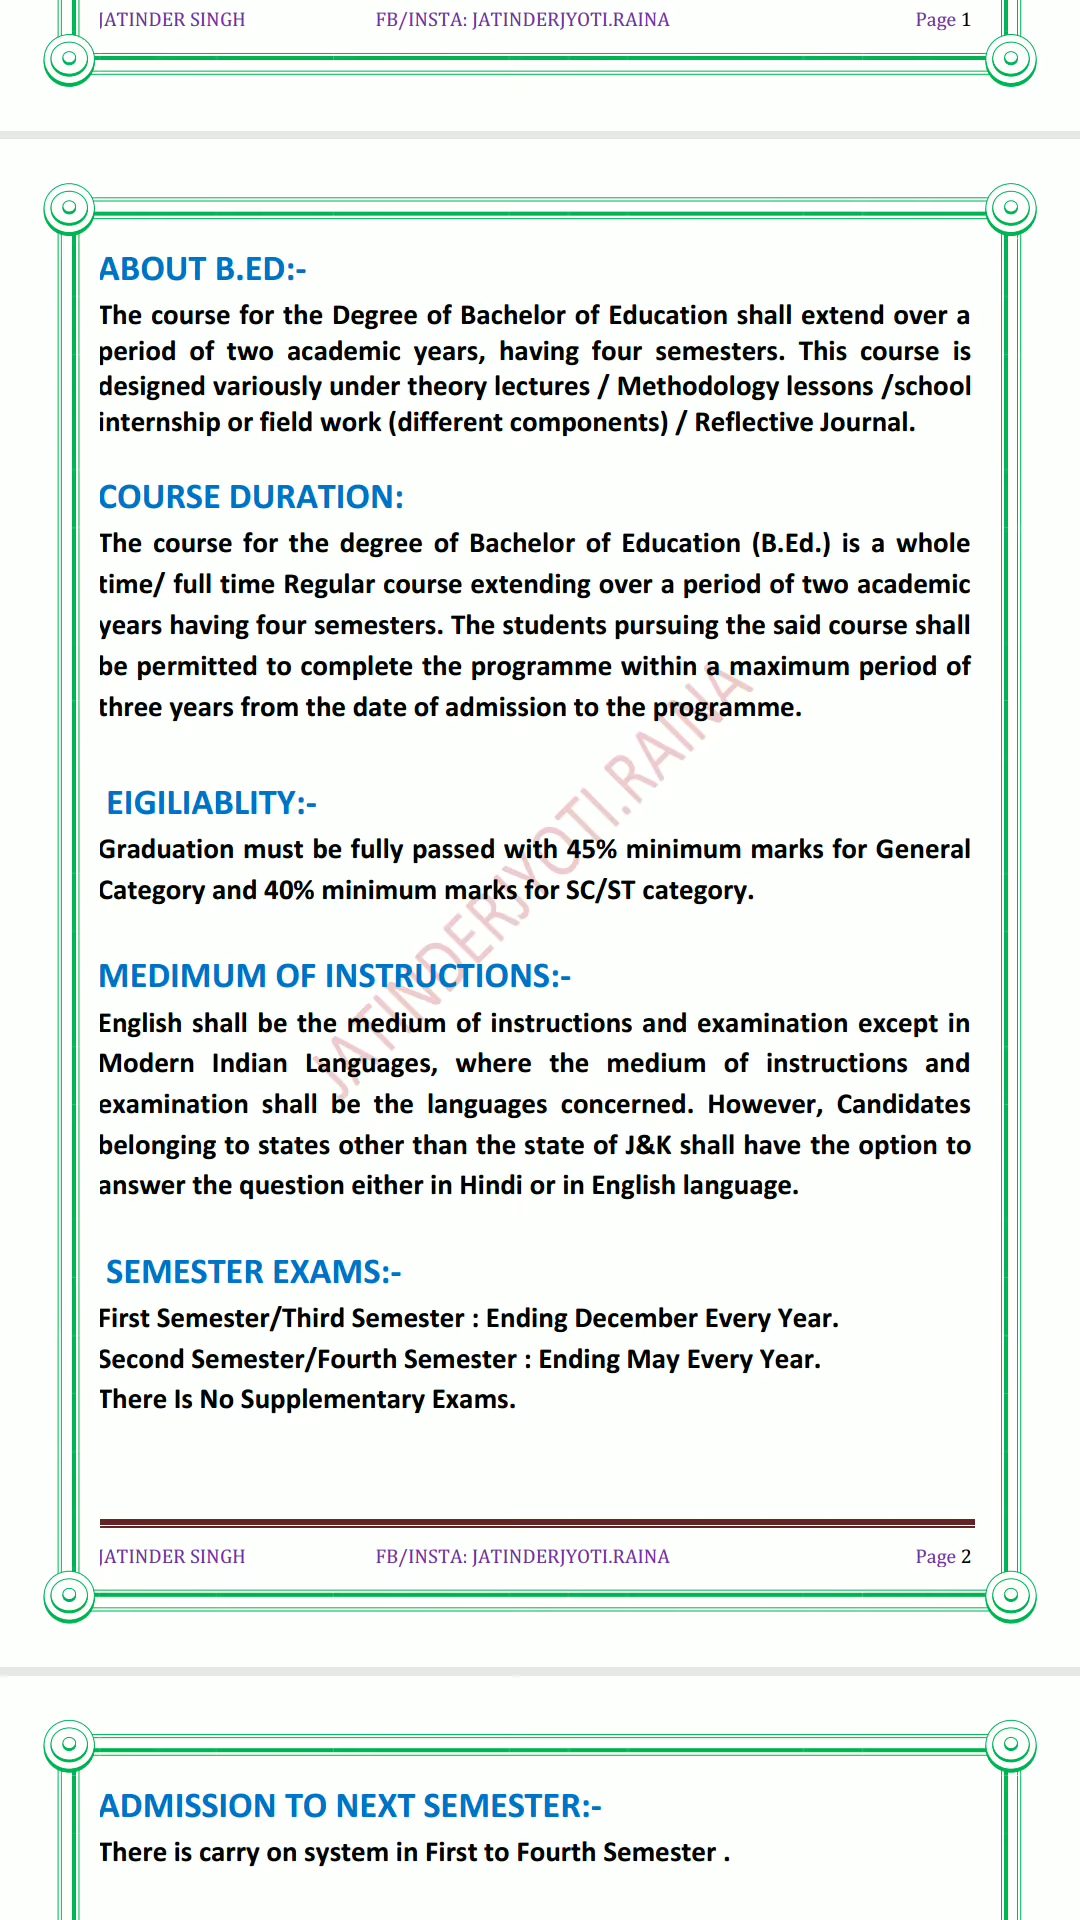 JATINDER SINGH FB/INSTA: JATINDERJYOTI.RAINA Page 1
ABOUT B.ED:-
The course for the Degree of Bachelor of Education shall extend over a
period of two academic years, having four semesters. This course is
designed variously under theory lectures / Methodology lessons /school
internship or field work (different components) / Reflective Journal.
COURSE DURATION:
The course for the degree of Bachelor of Education (B.Ed.) is a whole
time/ full time Regular course extending over a period of two academic
years having four semesters. The students pursuing the said course shall
be permitted to complete the programme within a maximum period of
three years from the date of admission to the programme.
EIGILIABLITY:-
Graduation must be fully passed with 45% minimum marks for General
Category and 40% minimum marks for SC/ST category.
MEDIMUM OF INSTRUCTIONS:-
English shall be the medium of instructions and examination except in
Modern Indian Languages, where the medium of instructions and
examination shall be the languages concerned. However, Candidates
belonging to states other than the state of J&K shall have the option to
answer the question either in Hindi or in English language.
SEMESTER EXAMS:-
First Semester/Third Semester : Ending December Every Year.
Second Semester/Fourth Semester : Ending May Every Year.
There Is No Supplementary Exams.
JATINDERJYOTI.RAINA
JATINDER SINGH FB/INSTA: JATINDERJYOTI.RAINA Page 2
ADMISSION TO NEXT SEMESTER:-
There is carry on system in First to Fourth Semester .